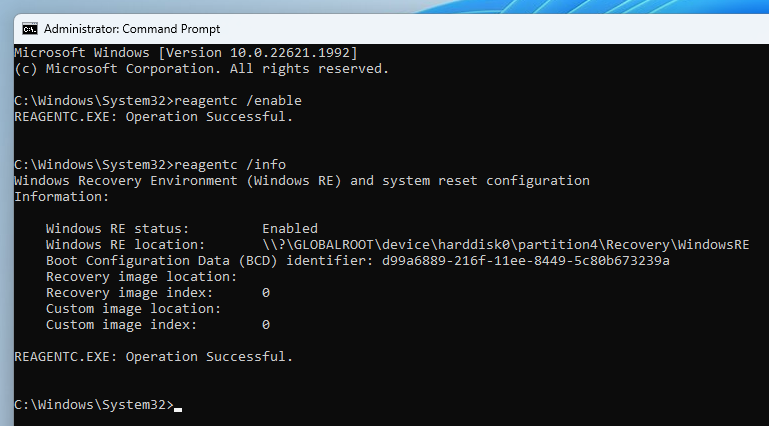 Administrator: Command Prompt
Microsoft Windows [Version 10.0.22621.1992]
(c) Microsoft Corporation. All rights reserved.
C:\Windows\System32>reagentc /enable
REAGENTC.EXE: Operation Successful.
C:\Windows\System32>reagentc /info
Windows Recovery Environment (Windows RE) and system reset configuration
Information:
Windows RE status: Enabled
Windows RE location: \\?\GLOBALROOT\device\harddisk0\partition4\Recovery\WindowsRE
Boot Configuration Data (BCD) identifier: d99a6889-216f-11ee-8449-5c80b673239a
Recovery image location:
Recovery image index: 0
Custom image location:
Custom image index: 0
REAGENTC.EXE: Operation Successful.
C:\Windows\System32>